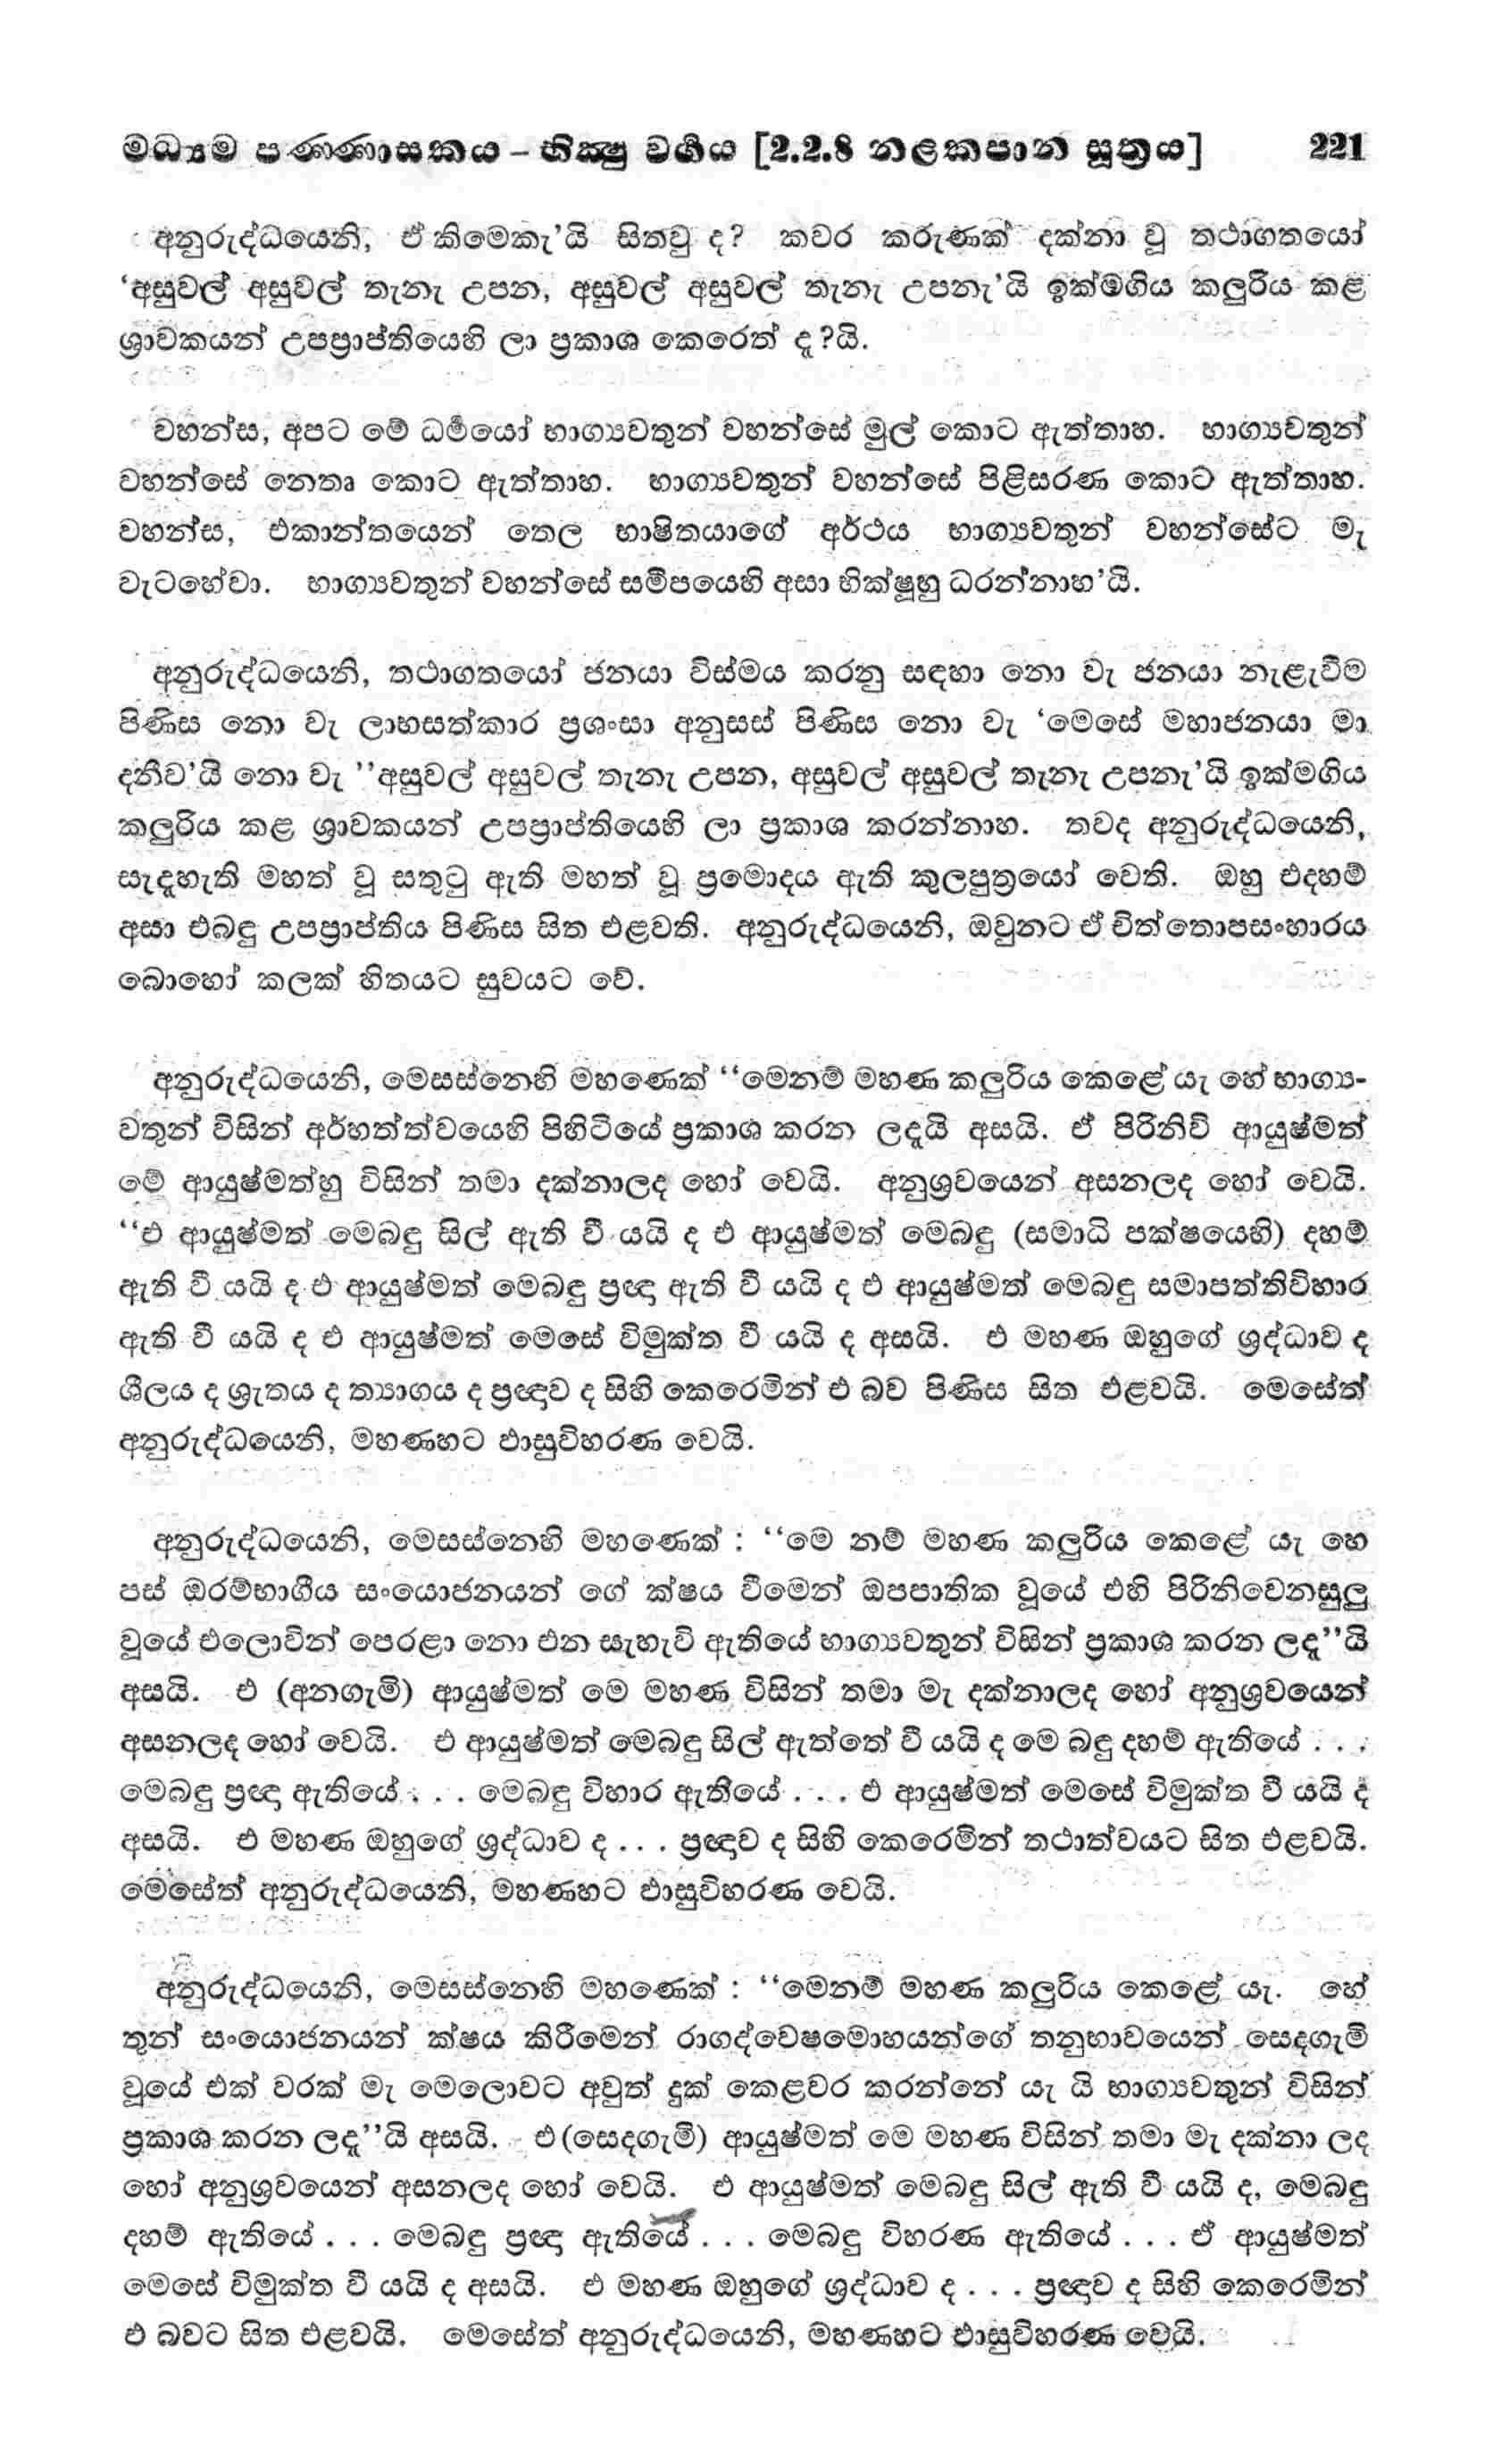 මධ්‍යම පණ්ණාසකය – භික්‍ෂු වර්‍ගය [2.2.8 නළකපාන සූත්‍රය] 221
අනුරුද්ධයෙනි, ඒ කිමෙකැ’යි සිතවු ද? කවර කරුණක් දක්නා වූ තථාගතයෝ
‘අසුවල් අසුවල් තැනැ උපන, අසුවල් අසුවල් තැනැ උපනැ’යි ඉක්මගිය කලුරිය කළ
ශ්‍රාවකයන් උපප්‍රාප්තියෙහි ලා ප්‍රකාශ කෙරෙත් ද?යි.
වහන්ස, අපට මේ ධර්‍මයෝ භාග්‍යවතුන් වහන්සේ මුල් කොට ඇත්තාහ. භාග්‍යවතුන්
වහන්සේ නෙතෘ කොට ඇත්තාහ. භාග්‍යවතුන් වහන්සේ පිළිසරණ කොට ඇත්තාහ.
වහන්ස, එකාන්තයෙන් තෙල භාෂිතයාගේ අර්ථය භාග්‍යවතුන් වහන්සේට මැ
වැටහේවා. භාග්‍යවතුන් වහන්සේ සමීපයෙහි අසා භික්ෂූහු ධරන්නාහ’යි.
අනුරුද්ධයෙනි, තථාගතයෝ ජනයා විස්මය කරනු සඳහා නො වැ ජනයා නැළැවීම
පිණිස නො වැ ලාභසත්කාර ප්‍රශංසා අනුසස් පිණිස නො වැ ‘මෙසේ මහාජනයා මා
දනීව’යි නො වැ ’’අසුවල් අසුවල් තැනැ උපන, අසුවල් අසුවල් තැනැ උපනැ’යි ඉක්මගිය
කලුරිය කළ ශ්‍රාවකයන් උපප්‍රාප්තියෙහි ලා ප්‍රකාශ කරන්නාහ. තවද අනුරුද්ධයෙනි,
සැදැහැති මහත් වූ සතුටු ඇති මහත් වූ ප්‍රමොදය ඇති කුලපුත්‍රයෝ වෙති. ඔහු එදහම්
අසා එබඳු උපප්‍රාප්තිය පිණිස සිත එළවති. අනුරුද්ධයෙනි, ඔවුනට ඒ චිත්තොපසංහාරය
බොහෝ කලක් හිතයට සුවයට වේ.
අනුරුද්ධයෙනි, මෙසස්නෙහි මහණෙක් ‘‘මෙනම් මහණ කලුරිය කෙළේ යැ හේ භාග්‍ය-
වතුන් විසින් අර්හත්ත්වයෙහි පිහිටියේ ප්‍රකාශ කරන ලදැයි අසයි. ඒ පිරිනිවි ආයුෂ්මත්
මේ ආයුෂ්මත්හු විසින් තමා දක්නාලද හෝ වෙයි. අනුශ්‍රවයෙන් අසනලද හෝ වෙයි.
‘‘එ ආයුෂ්මත් මෙබඳු සිල් ඇති වී යයි ද එ ආයුෂ්මත් මෙබඳු (සමාධි පක්ෂයෙහි) දහම්
ඇති වී යයි ද එ ආයුෂ්මත් මෙබඳු ප්‍රඥා ඇති වී යයි ද එ ආයුෂ්මත් මෙබඳු සමාපත්තිවිහාර
ඇති වී යයි ද එ ආයුෂ්මත් මෙසේ විමුක්ත වී යයි ද අසයි. එ මහණ ඔහුගේ ශ්‍රද්ධාව ද
ශීලය ද ශ්‍රැතය ද ත්‍යාගය ද ප්‍රඥාව ද සිහි කෙරෙමින් එ බව පිණිස සිත එළවයි. මෙසේත්
අනුරුද්ධයෙනි, මහණහට ඵාසුවිහරණ වෙයි.
අනුරුද්ධයෙනි, මෙසස්නෙහි මහණෙක් : ‘‘මෙ නම් මහණ කලුරිය කෙළේ යැ හෙ
පස් ඔරම්භාගීය සංයොජනයන් ගේ ක්ෂය වීමෙන් ඔපපාතික වූයේ එහි පිරිනිවෙනසුලු
වූයේ එලොවින් පෙරළා නො එන සැහැවි ඇතියේ භාග්‍යවතුන් විසින් ප්‍රකාශ කරන ලදැ’’යි
අසයි. එ (අනගැමි) ආයුෂ්මත් මෙ මහණ විසින් තමා මැ දක්නාලද හෝ අනුශ්‍රවයෙන්
අසනලද හෝ වෙයි. එ ආයුෂ්මත් මෙබඳු සිල් ඇත්තේ වී යයි ද මෙ බඳු දහම් ඇතියේ . . .
මෙබඳු ප්‍රඥා ඇතියේ . . . මෙබඳු විහාර ඇතියේ . . . එ ආයුෂ්මත් මෙසේ විමුක්ත වී යයි ද
අසයි. එ මහණ ඔහුගේ ශ්‍රද්ධාව ද . . . ප්‍රඥාව ද සිහි කෙරෙමින් තථාත්වයට සිත එළවයි.
මෙසේත් අනුරුද්ධයෙනි, මහණහට ඵාසුවිහරණ වෙයි.
අනුරුද්ධයෙනි, මෙසස්නෙහි මහණෙක් : ‘‘මෙනම් මහණ කලුරිය කෙළේ යැ. හේ
තුන් සංයොජනයන් ක්ෂය කිරීමෙන් රාගද්වෙෂමොහයන්ගේ තනුභාවයෙන් සෙදගැමි
වූයේ එක් වරක් මැ මෙලොවට අවුත් දුක් කෙළවර කරන්නේ යැ යි භාග්‍යවතුන් විසින්
ප්‍රකාශ කරන ලදැ’’යි අසයි. එ (සෙදගැමි) ආයුෂ්මත් මෙ මහණ විසින් තමා මැ දක්නා ලද
හෝ අනුශ්‍රවයෙන් අසනලද හෝ වෙයි. එ ආයුෂ්මත් මෙබඳු සිල් ඇති වී යයි ද, මෙබඳු
දහම් ඇතියේ . . . මෙබඳු ප්‍රඥා ඇතියේ . . . මෙබඳු විහරණ ඇතියේ . . . ඒ ආයුෂ්මත්
මෙසේ විමුක්ත වී යයි ද අසයි. එ මහණ ඔහුගේ ශ්‍රද්ධාව ද . . . ප්‍රඥාව ද සිහි කෙරෙමින්
එ බවට සිත එළවයි. මෙසේත් අනුරුද්ධයෙනි, මහණහට ඵාසුවිහරණ වෙයි.